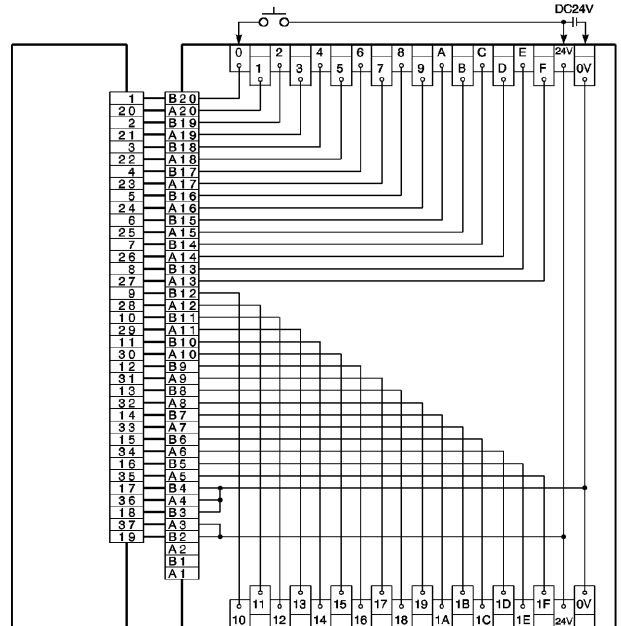 DC24V
0 2 4 6 8 A C E 24V
1 3 5 7 9 B D F 0V
1 B20
20 A20
2 B19
21 A19
3 B18
22 A18
4 B17
23 A17
5 B16
24 A16
6 B15
25 A15
7 B14
26 A14
8 B13
27 A13
9 B12
28 A12
10 B11
29 A11
11 B10
30 A10
12 B9
31 A9
13 B8
32 A8
14 B7
33 A7
15 B6
34 A6
16 B5
35 A5
17 B4
36 A4
18 B3
37 A3
19 B2
A2
B1
A1
11 13 15 17 19 1B 1D 1F 0V
10 12 14 16 18 1A 1C 1E 24V